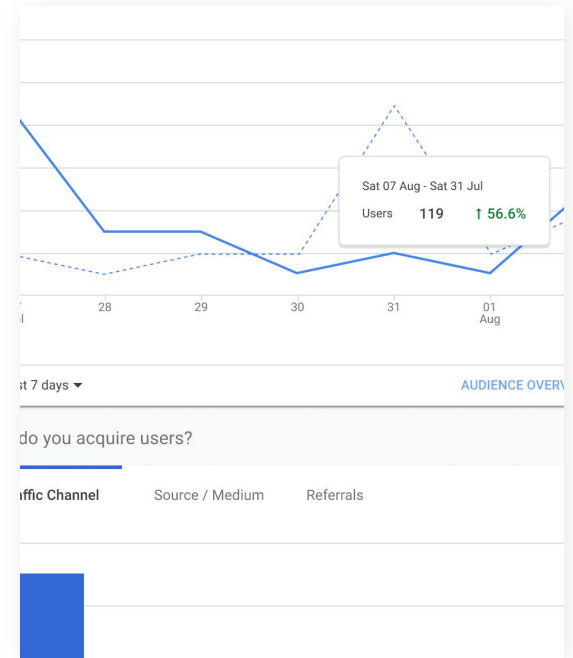 Sat 07 Aug - Sat 31 Jul
Users 119 ↑ 56.6%
28 29 30 31 01
Aug
st 7 days
AUDIENCE OVERV
do you acquire users?
affic Channel Source / Medium Referrals